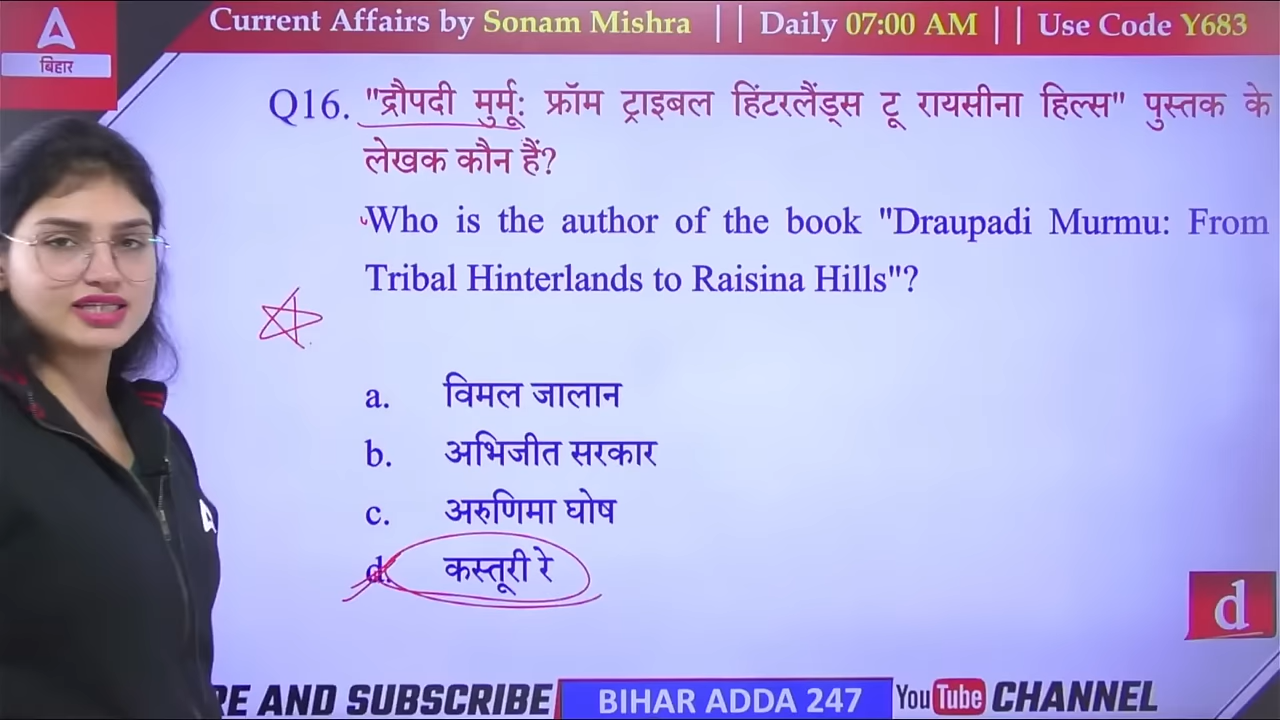 Current Affairs by Sonam Mishra || Daily 07:00 AM || Use Code Y683
बिहार
Q16. "द्रौपदी मुर्मू: फ्रॉम ट्राइबल हिंटरलैंड्स टू रायसीना हिल्स" पुस्तक के
लेखक कौन हैं?
Who is the author of the book "Draupadi Murmu: From
Tribal Hinterlands to Raisina Hills"?
a. विमल जालान
b. अभिजीत सरकार
c. अरुणिमा घोष
d. कस्तूरी रे
d
RE AND SUBSCRIBE BIHAR ADDA 247 YouTube CHANNEL